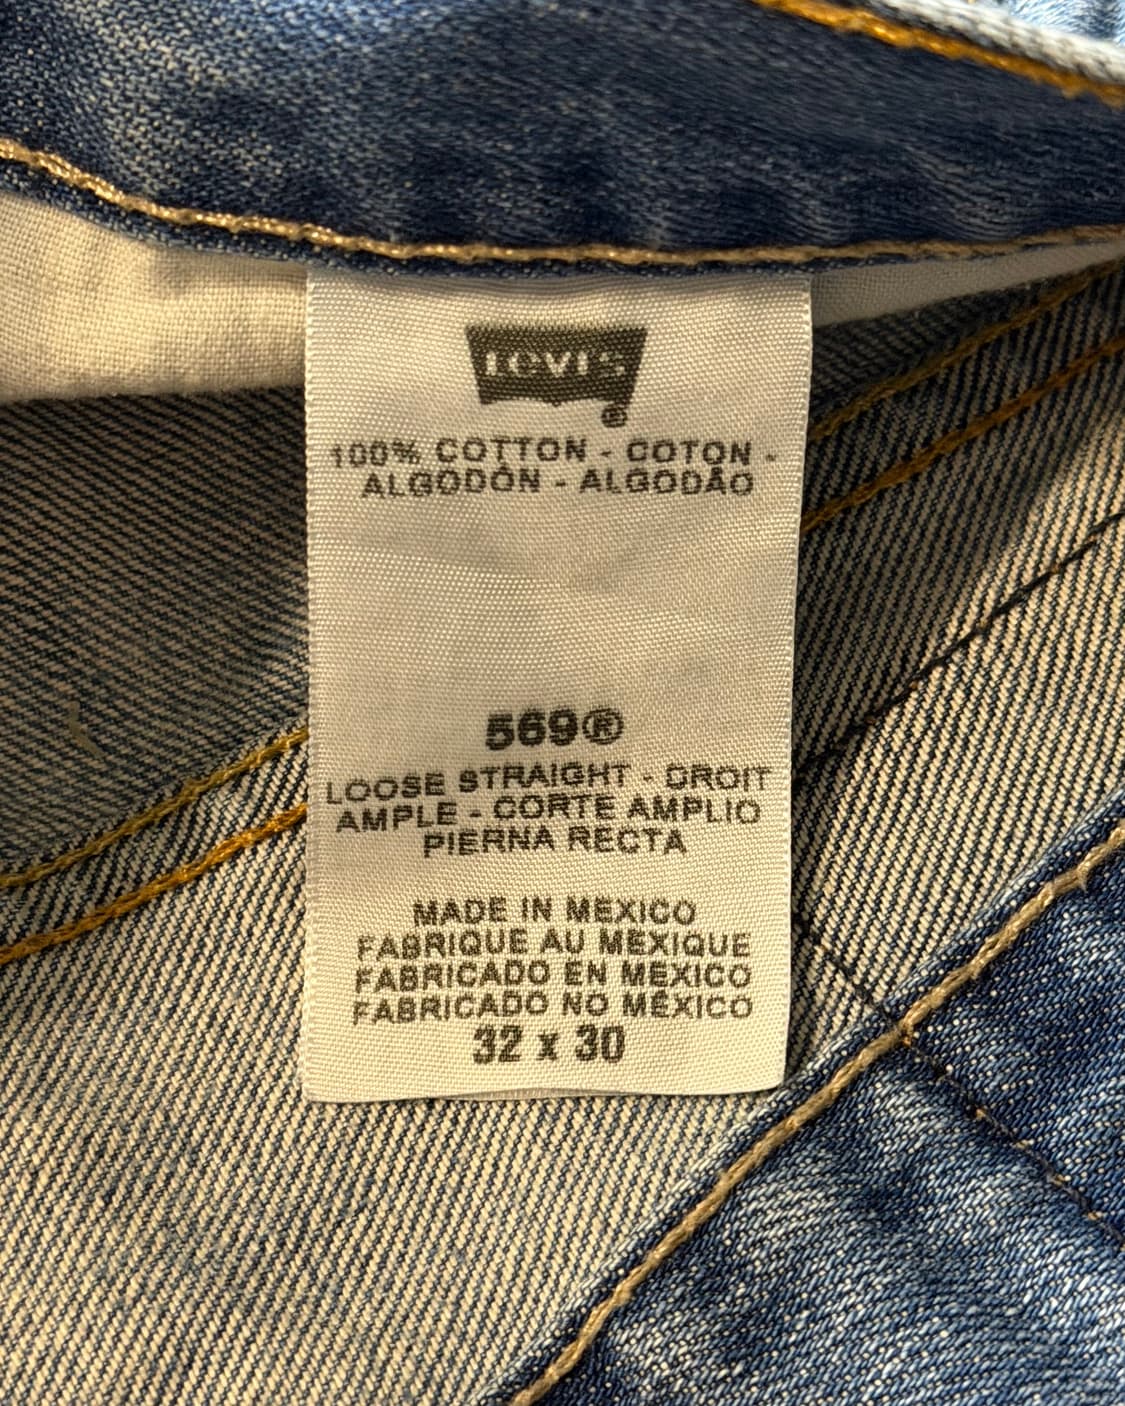 Levi's
®
100% COTTON - COTON -
ALGODÓN - ALGODÃO
569®
LOOSE STRAIGHT - DROIT
AMPLE - CORTE AMPLIO
PIERNA RECTA
MADE IN MEXICO
FABRIQUE AU MEXIQUE
FABRICADO EN MÉXICO
FABRICADO NO MÉXICO
32 x 30